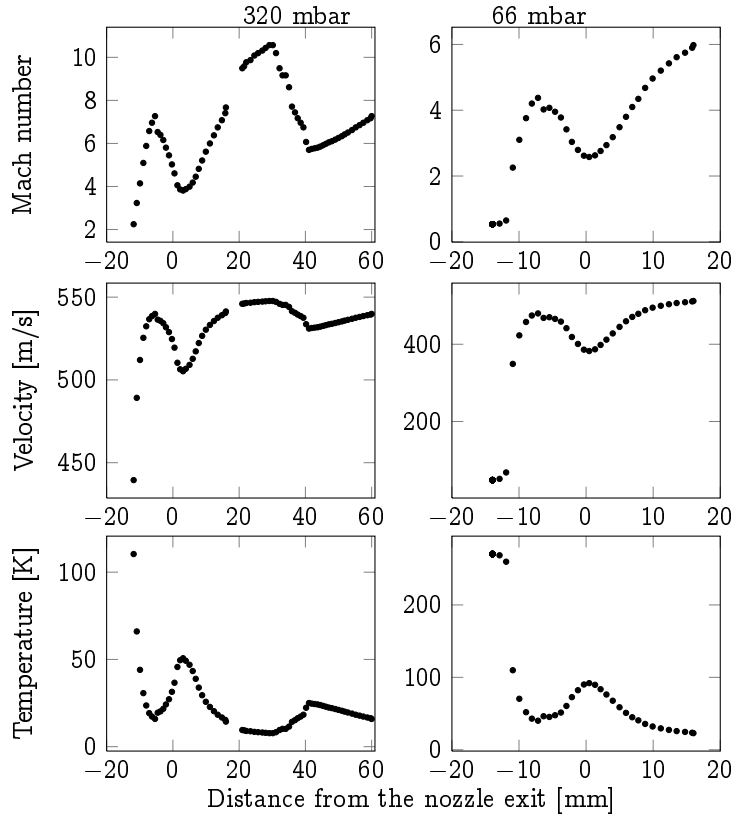 320 mbar 66 mbar
Mach number
10
8
6
4
2
−20 0 20 40 60
6
4
2
0
−20 −10 0 10 20
Velocity [m/s]
550
500
450
−20 0 20 40 60
400
200
−20 −10 0 10 20
Temperature [K]
100
50
0
−20 0 20 40 60
200
100
0
−20 −10 0 10 20
Distance from the nozzle exit [mm]